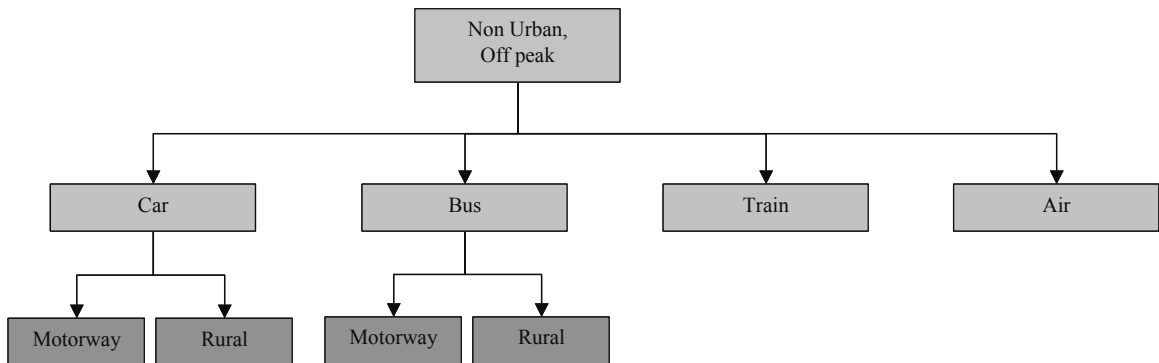 Non Urban,
Off peak
Car
Bus
Train
Air
Motorway
Rural
Motorway
Rural